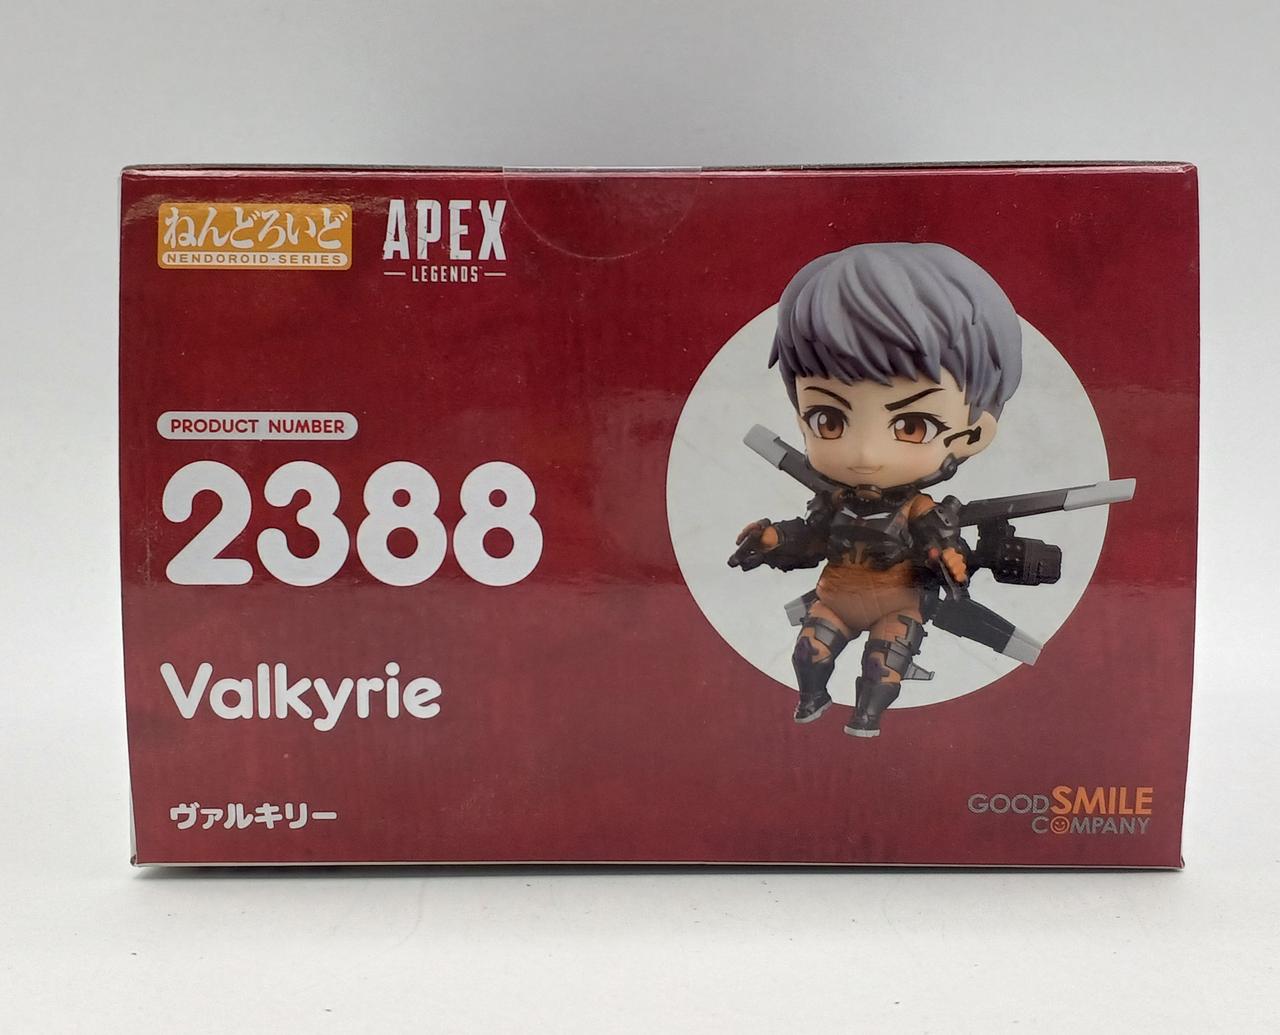 ねんどろいど
NENDOROID·SERIES
APEX
LEGENDS
PRODUCT NUMBER
2388
Valkyrie
ヴァルキリー
GOOD SMILE
COMPANY